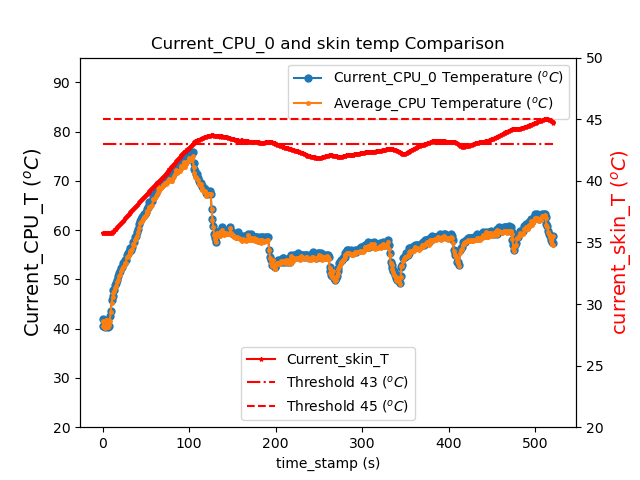 Current_CPU_0 and skin temp Comparison
Current_CPU_0 Temperature (°C)
Average_CPU Temperature (°C)
Current_CPU_T (°C)
90
80
70
60
50
40
30
20
50
45
40
35
30
25
20
current_skin_T (°C)
Current_skin_T
Threshold 43 (°C)
Threshold 45 (°C)
0 100 200 300 400 500
time_stamp (s)